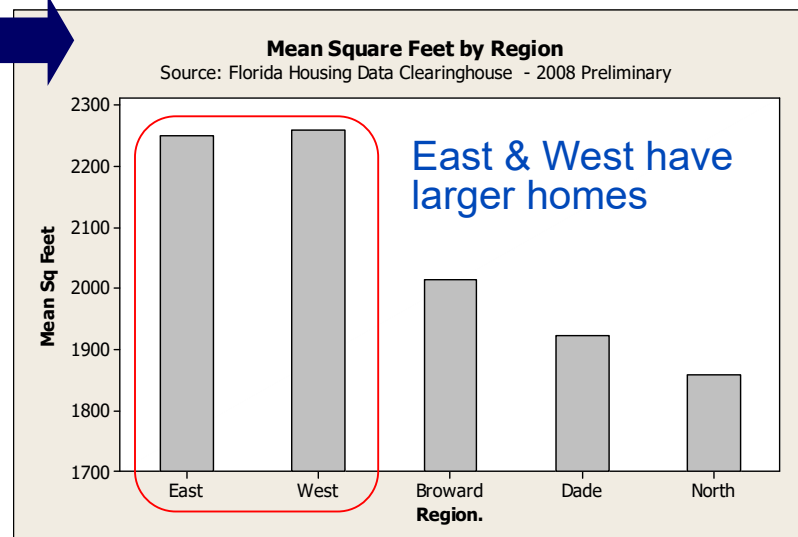 Mean Square Feet by Region
Source: Florida Housing Data Clearinghouse - 2008 Preliminary
2300
2200
2100
2000
1900
1800
1700
Mean Sq Feet
East & West have
larger homes
East West Broward Dade North
Region.